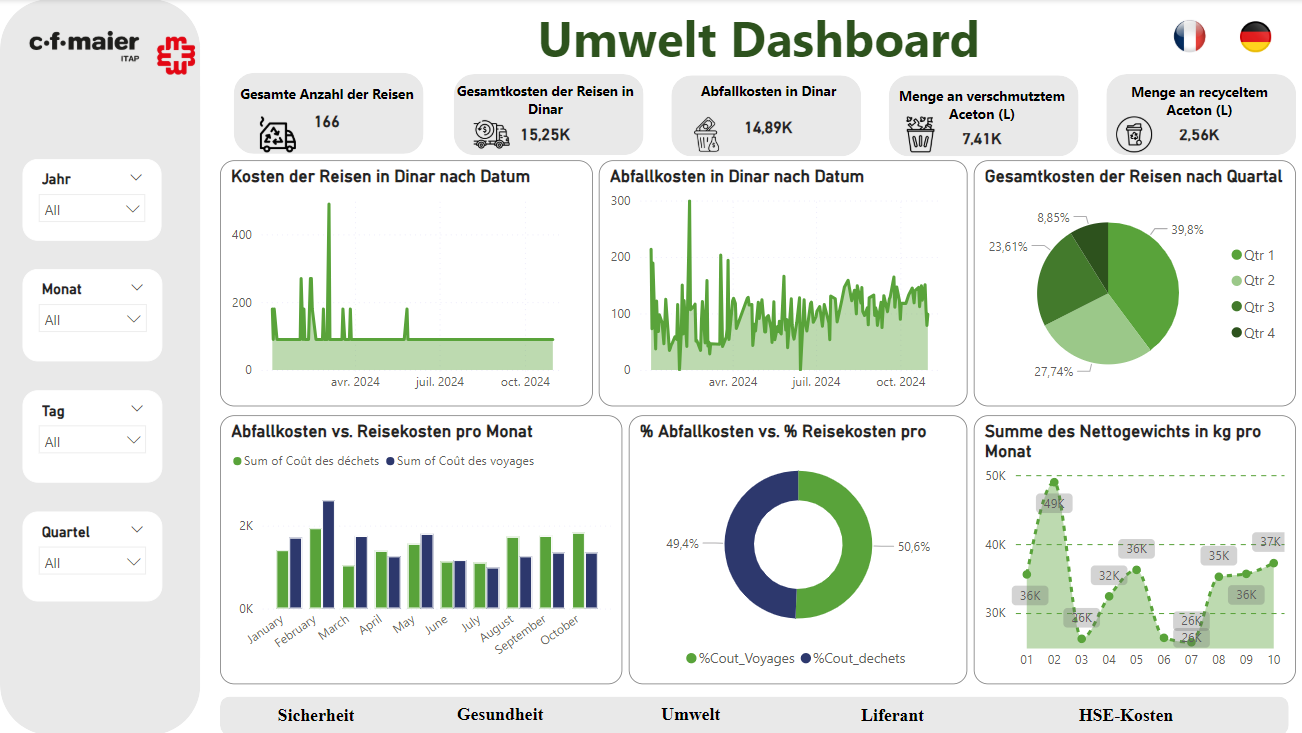 c·f·maier
ITAP
Umwelt Dashboard
Gesamte Anzahl der Reisen
166
Gesamtkosten der Reisen in
Dinar
15,25K
Abfallkosten in Dinar
14,89K
Menge an verschmutztem
Aceton (L)
7,41K
Menge an recyceltem
Aceton (L)
2,56K
Jahr
All
Monat
All
Tag
All
Quartel
All
Kosten der Reisen in Dinar nach Datum
400
200
0
avr. 2024 juil. 2024 oct. 2024
Abfallkosten in Dinar nach Datum
300
200
100
0
avr. 2024 juil. 2024 oct. 2024
Gesamtkosten der Reisen nach Quartal
8,85%
39,8%
23,61%
27,74%
Qtr 1
Qtr 2
Qtr 3
Qtr 4
Abfallkosten vs. Reisekosten pro Monat
Sum of Coût des déchets Sum of Coût des voyages
2K
0K
January February March April May June July August September October
% Abfallkosten vs. % Reisekosten pro
49,4%
50,6%
%Cout_Voyages %Cout_dechets
Summe des Nettogewichts in kg pro
Monat
50K
40K
30K
36K
49K
26K
32K
36K
26K
26K
35K
36K
37K
01 02 03 04 05 06 07 08 09 10
Sicherheit Gesundheit Umwelt Liferant HSE-Kosten